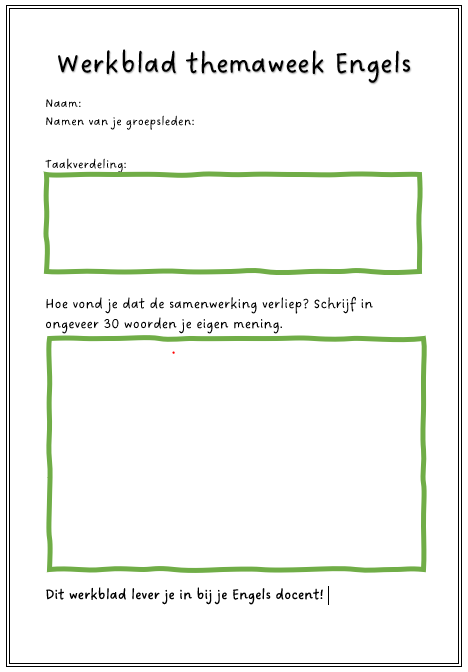 Werkblad themaweek Engels
Naam:
Namen van je groepsleden:
Taakverdeling:
Hoe vond je dat de samenwerking verliep? Schrijf in
ongeveer 30 woorden je eigen mening.
Dit werkblad lever je in bij je Engels docent!